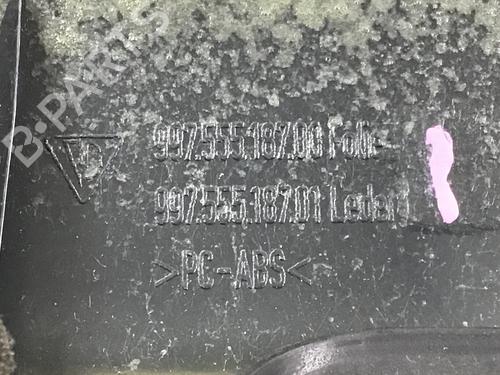 B-PARTS
997.555.187.00 Folie
997.555.187.01 Leder
>PC-ABS<